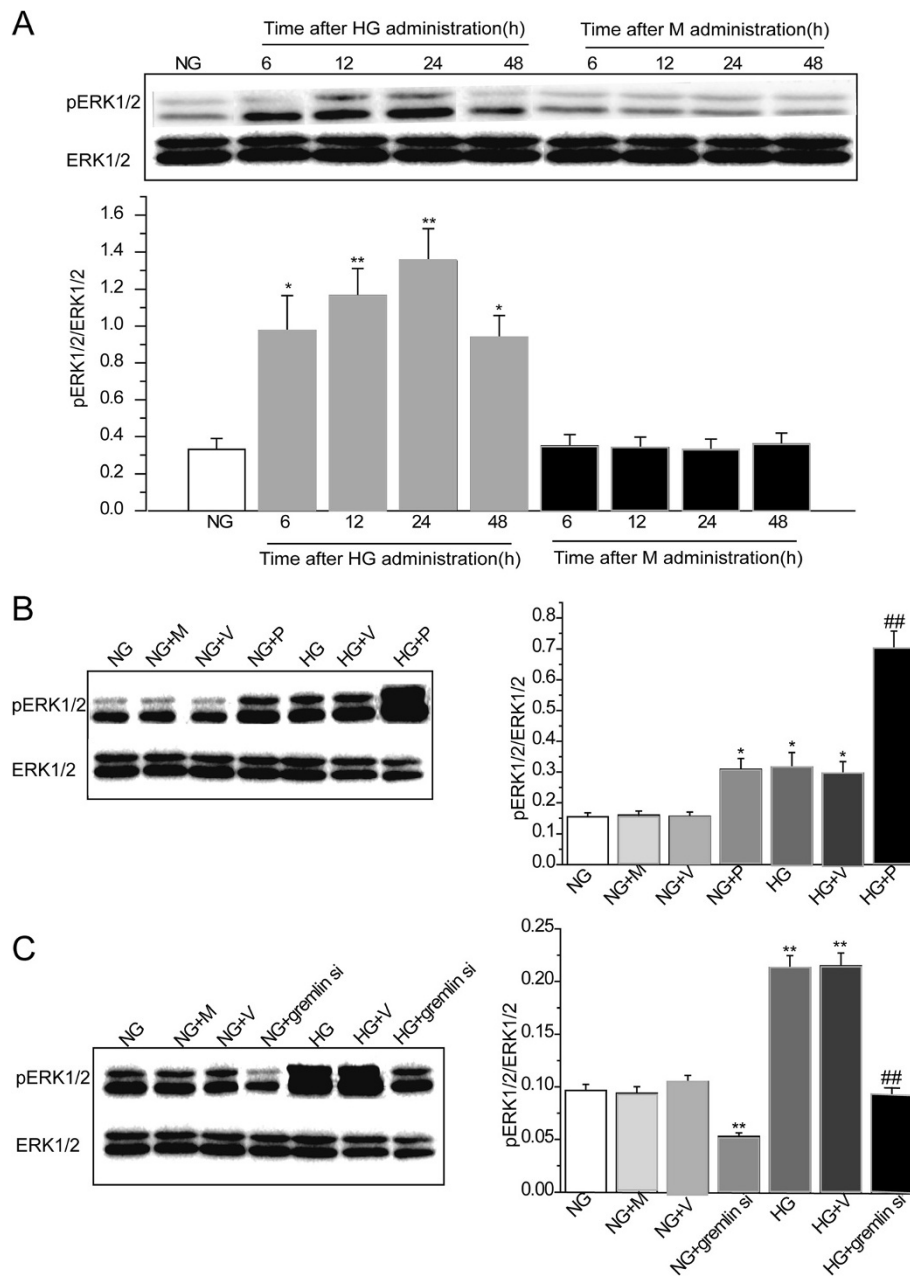 A
Time after HG administration(h) Time after M administration(h)
NG 6 12 24 48 6 12 24 48
pERK1/2
ERK1/2
pERK1/2/ERK1/2
1.6
1.4
1.2
1.0
0.8
0.6
0.4
0.2
0.0
* ** ** *
NG 6 12 24 48 6 12 24 48
Time after HG administration(h) Time after M administration(h)
B
NG NG+M NG+V NG+P HG HG+V HG+P
pERK1/2
ERK1/2
pERK1/2/ERK1/2
0.8
0.7
0.6
0.5
0.4
0.3
0.2
0.1
0.0
* * * ##
NG NG+M NG+V NG+P HG HG+V HG+P
C
NG NG+M NG+V NG+gremlin si HG HG+V HG+gremlin si
pERK1/2
ERK1/2
pERK1/2/ERK1/2
0.25
0.20
0.15
0.10
0.05
0.00
** ** ** ##
NG NG+M NG+V NG+gremlin si HG HG+V HG+gremlin si